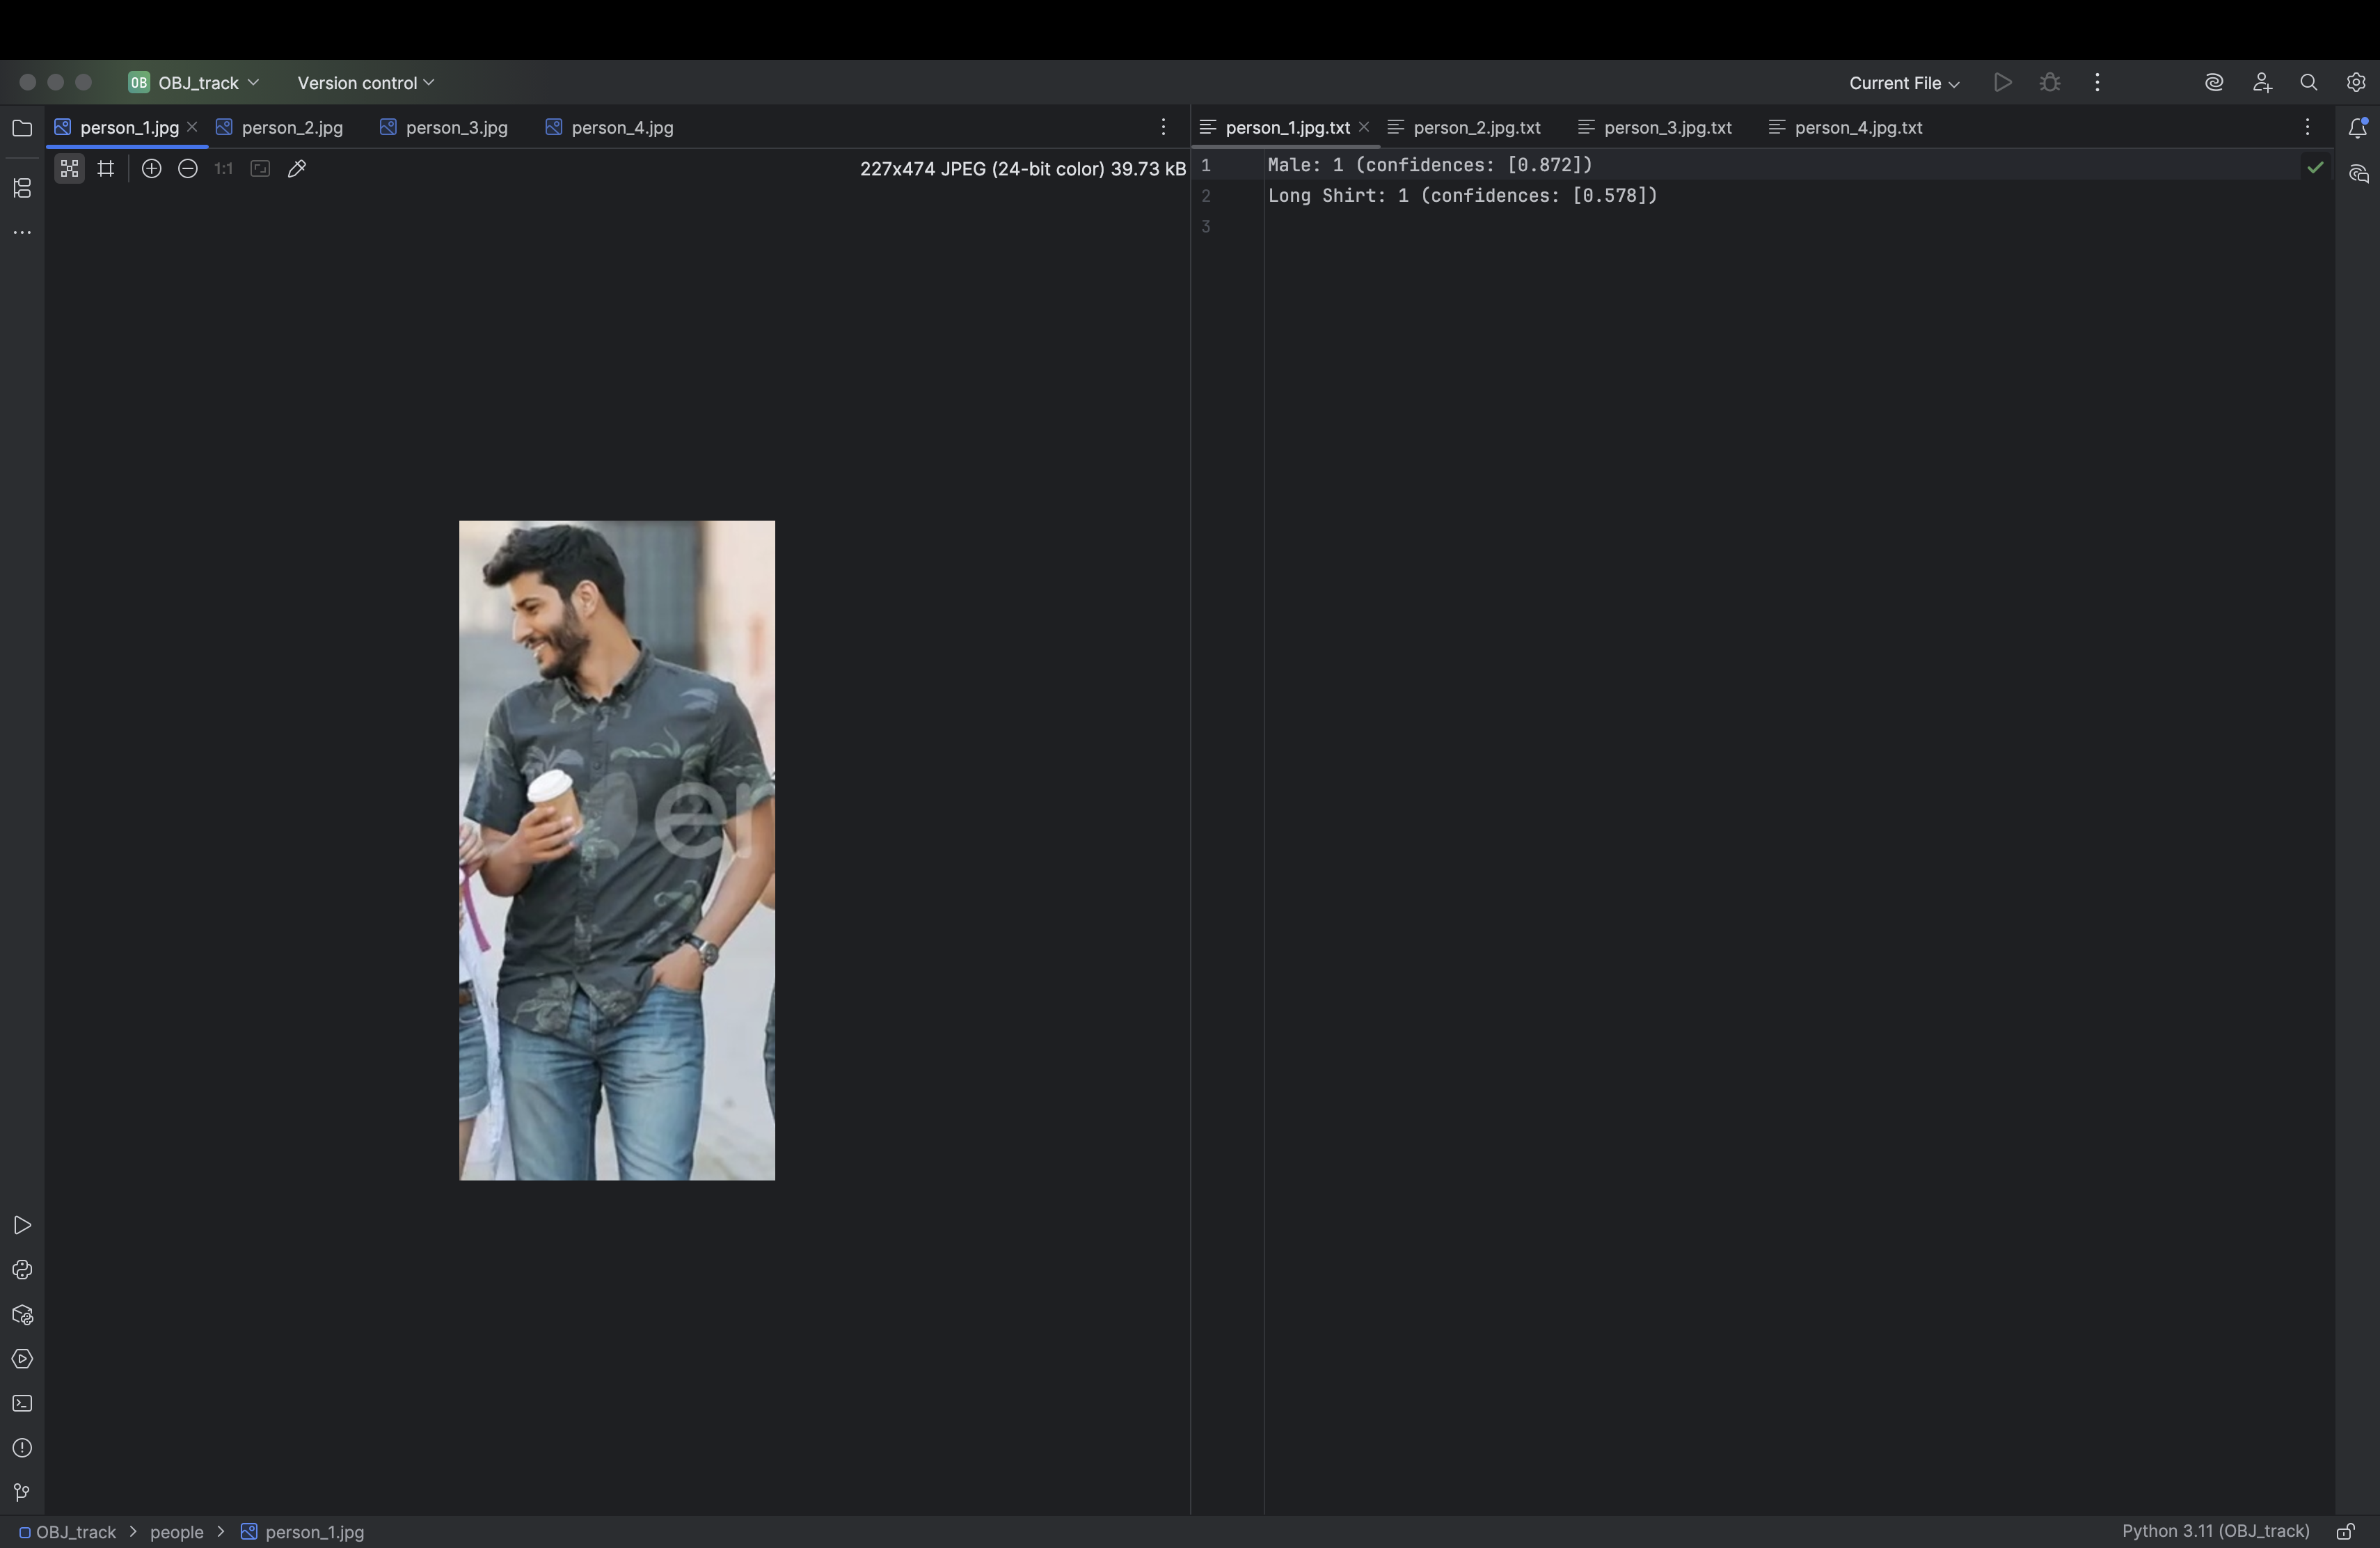 OB OBJ_track Version control Current File
person_1.jpg person_2.jpg person_3.jpg person_4.jpg
person_1.jpg.txt person_2.jpg.txt person_3.jpg.txt person_4.jpg.txt
1:1 227x474 JPEG (24-bit color) 39.73 kB
1 Male: 1 (confidences: [0.872])
2 Long Shirt: 1 (confidences: [0.578])
3
er
OBJ_track > people > person_1.jpg
Python 3.11 (OBJ_track)